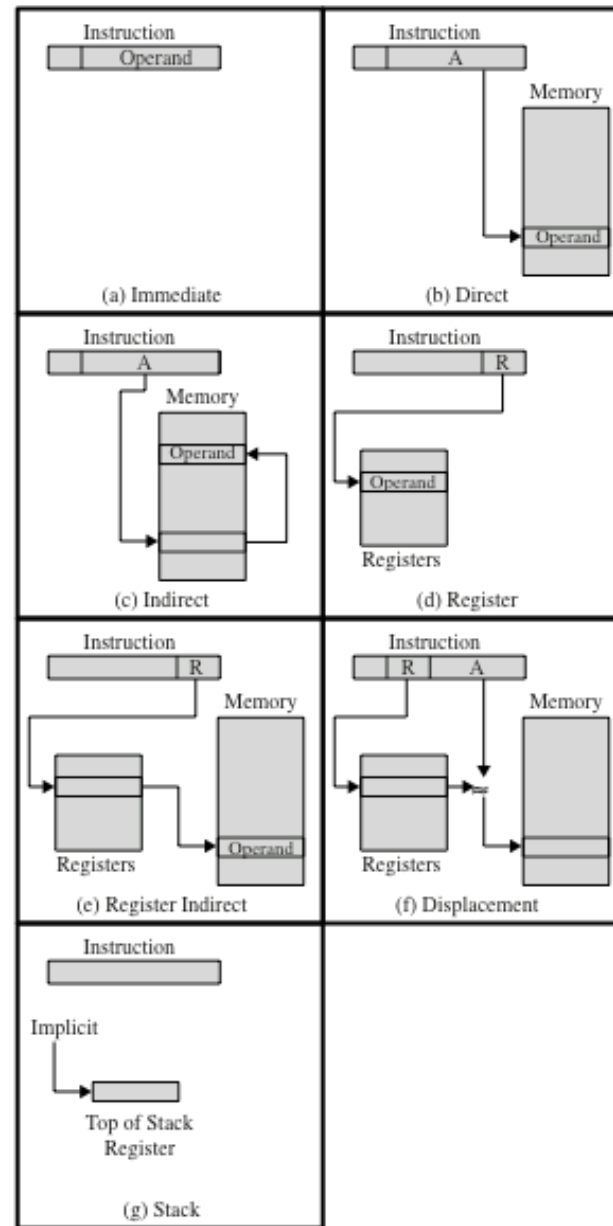 Instruction
Operand
(a) Immediate
Instruction
A
Memory
Operand
(b) Direct
Instruction
A
Memory
Operand
(c) Indirect
Instruction
R
Operand
Registers
(d) Register
Instruction
R
Memory
Registers
Operand
(e) Register Indirect
Instruction
R A
Memory
Registers
(f) Displacement
Instruction
Implicit
Top of Stack
Register
(g) Stack